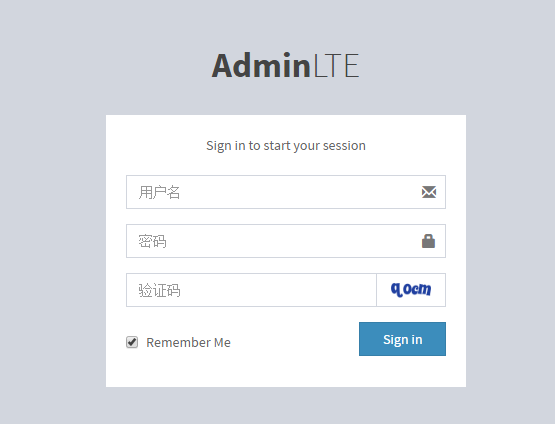 AdminLTE
Sign in to start your session
用户名
密码
验证码
qocm
Remember Me
Sign in